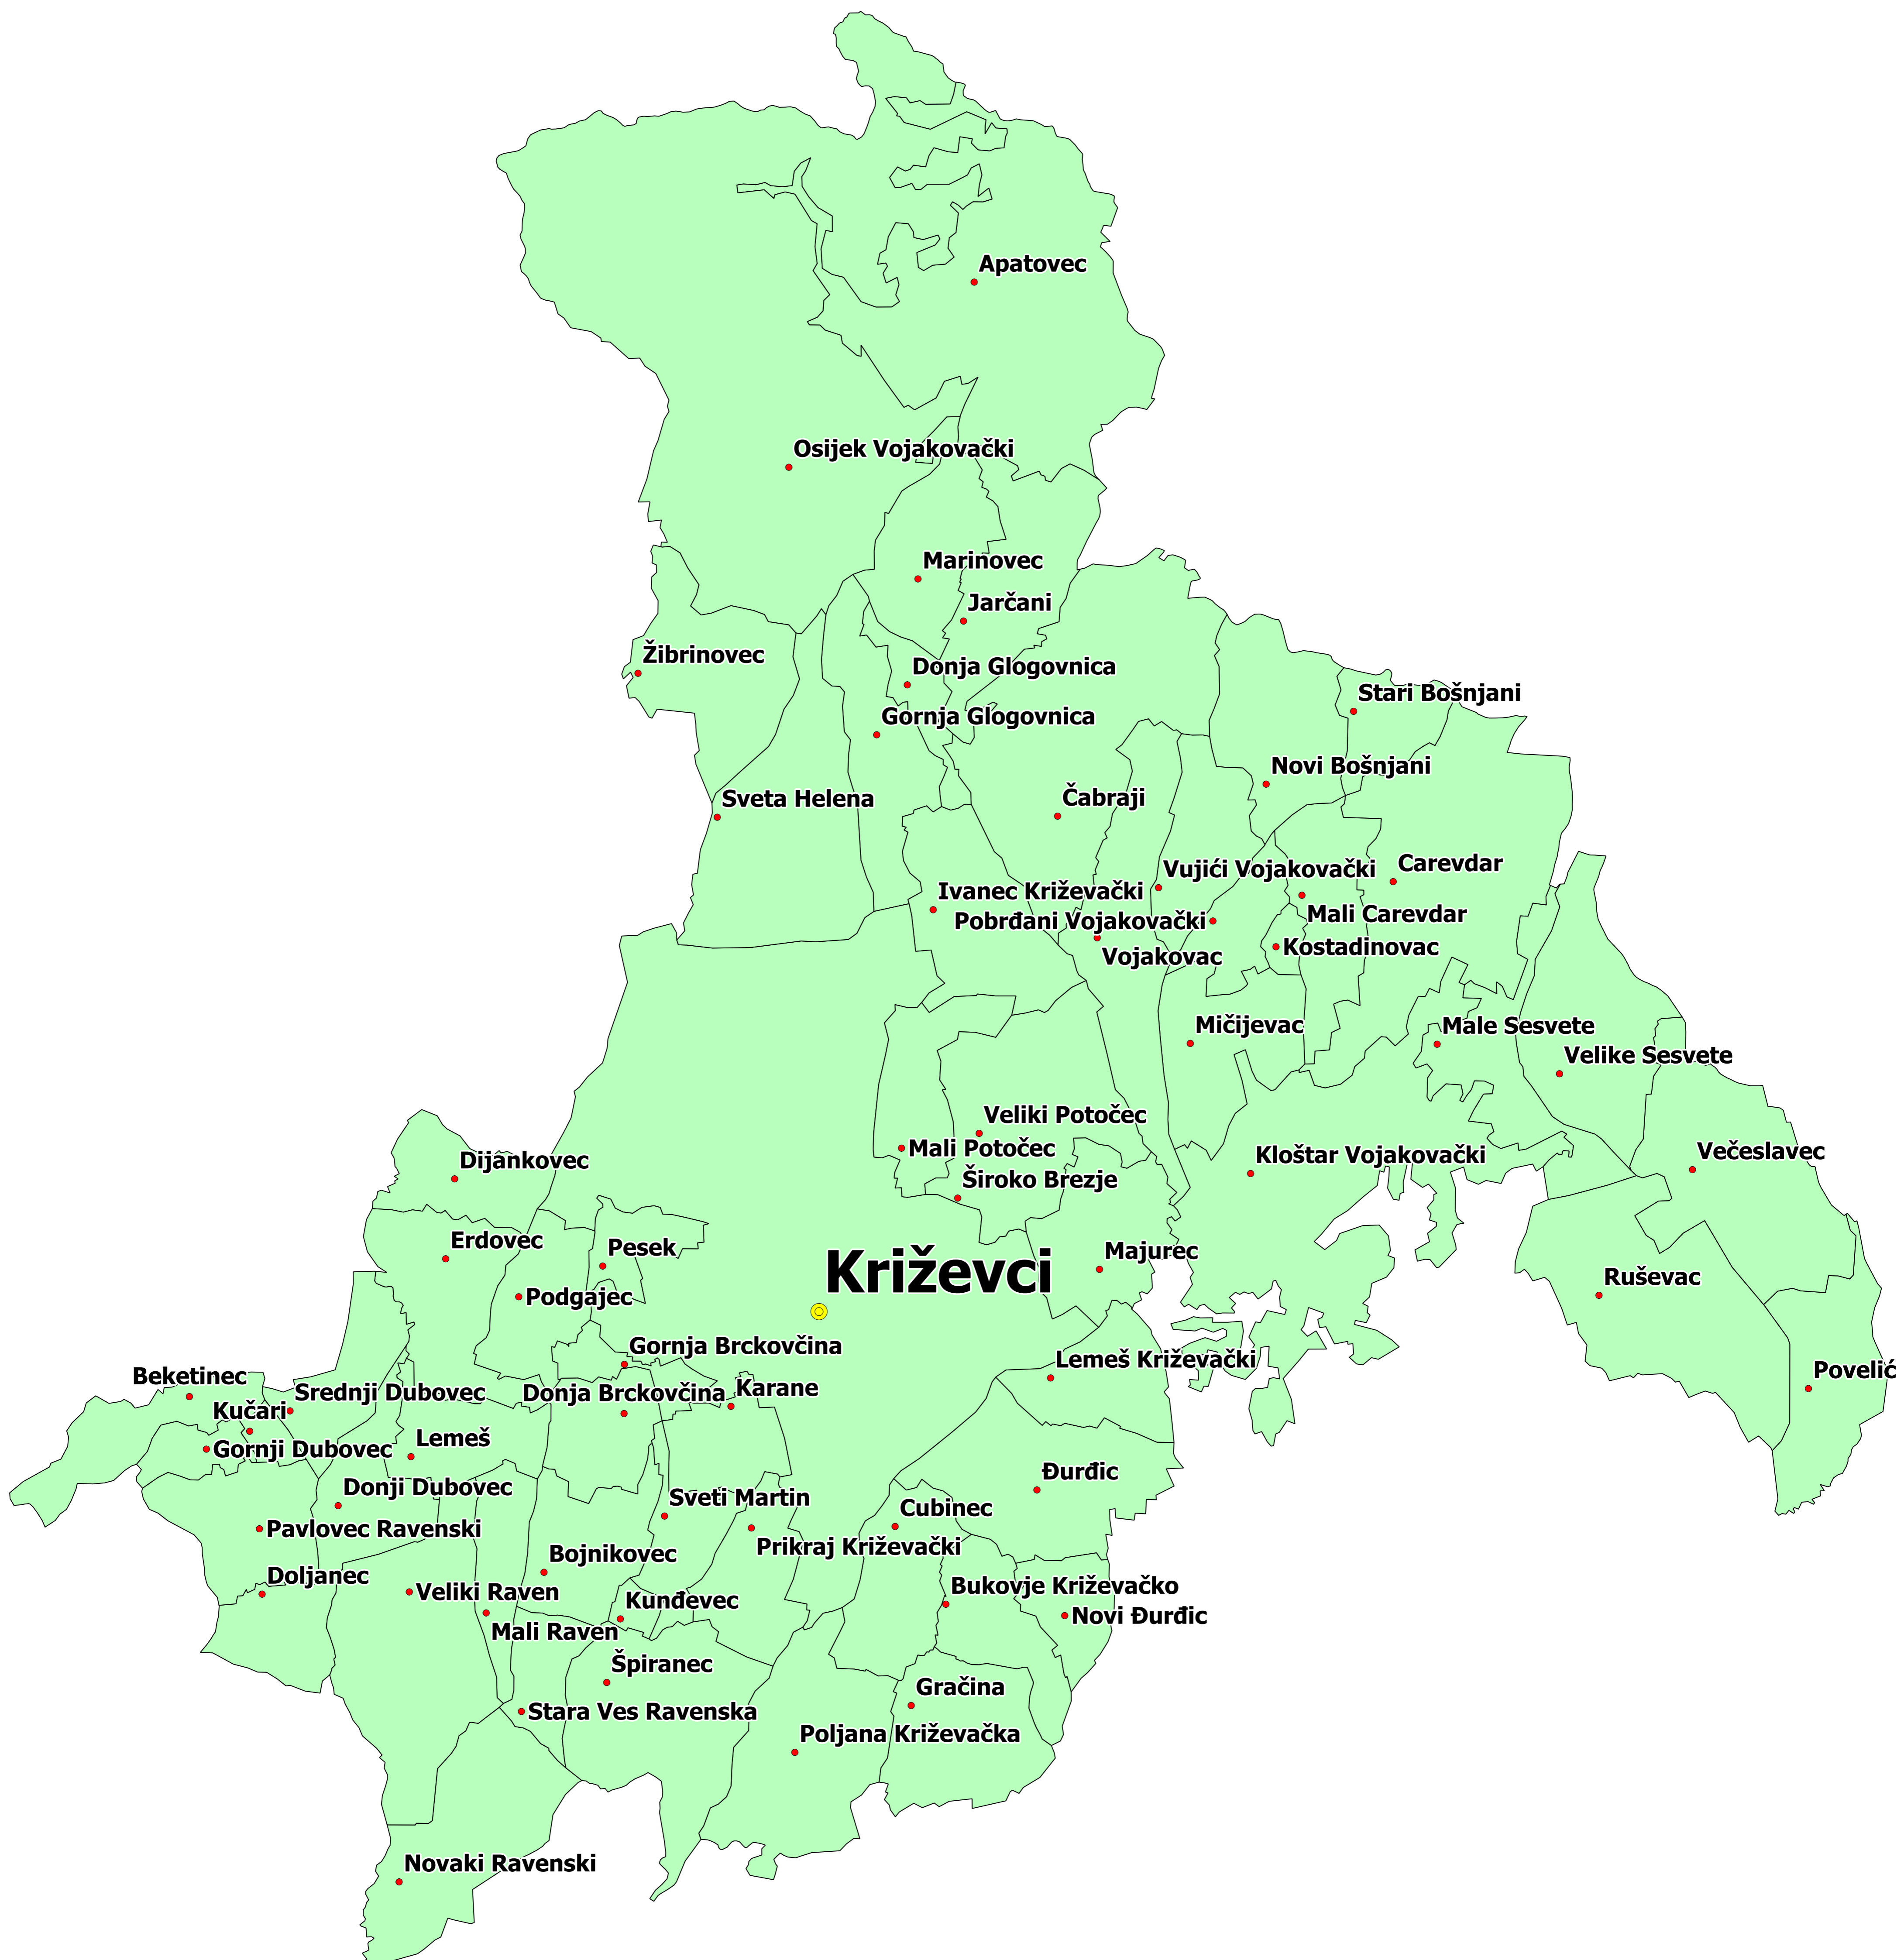 Apatovec
Osijek Vojakovački
Marinovec
Jarčani
Žibrinovec
Donja Glogovnica
Stari Bošnjani
Gornja Glogovnica
Novi Bošnjani
Sveta Helena
Čabraji
Carevdar
Vujići Vojakovački
Ivanec Križevački
Mali Carevdar
Pobrđani Vojakovački
Kostadinovac
Vojakovac
Mičijevac
Male Sesvete
Velike Sesvete
Veliki Potočec
Mali Potočec
Večeslavec
Kloštar Vojakovački
Dijankovec
Široko Brezje
Erdovec
Pesek
Majurec
Križevci
Ruševac
Podgajec
Gornja Brckovčina
Lemeš Križevački
Povelić
Beketinec
Karane
Srednji Dubovec
Donja Brckovčina
Kučari
Lemeš
Gornji Dubovec
Đurđic
Donji Dubovec
Sveti Martin
Cubinec
Pavlovec Ravenski
Prikraj Križevački
Bojnikovec
Doljanec
Bukovje Križevačko
Veliki Raven
Kunđevec
Novi Đurđic
Mali Raven
Špiranec
Gračina
Stara Ves Ravenska
Poljana Križevačka
Novaki Ravenski